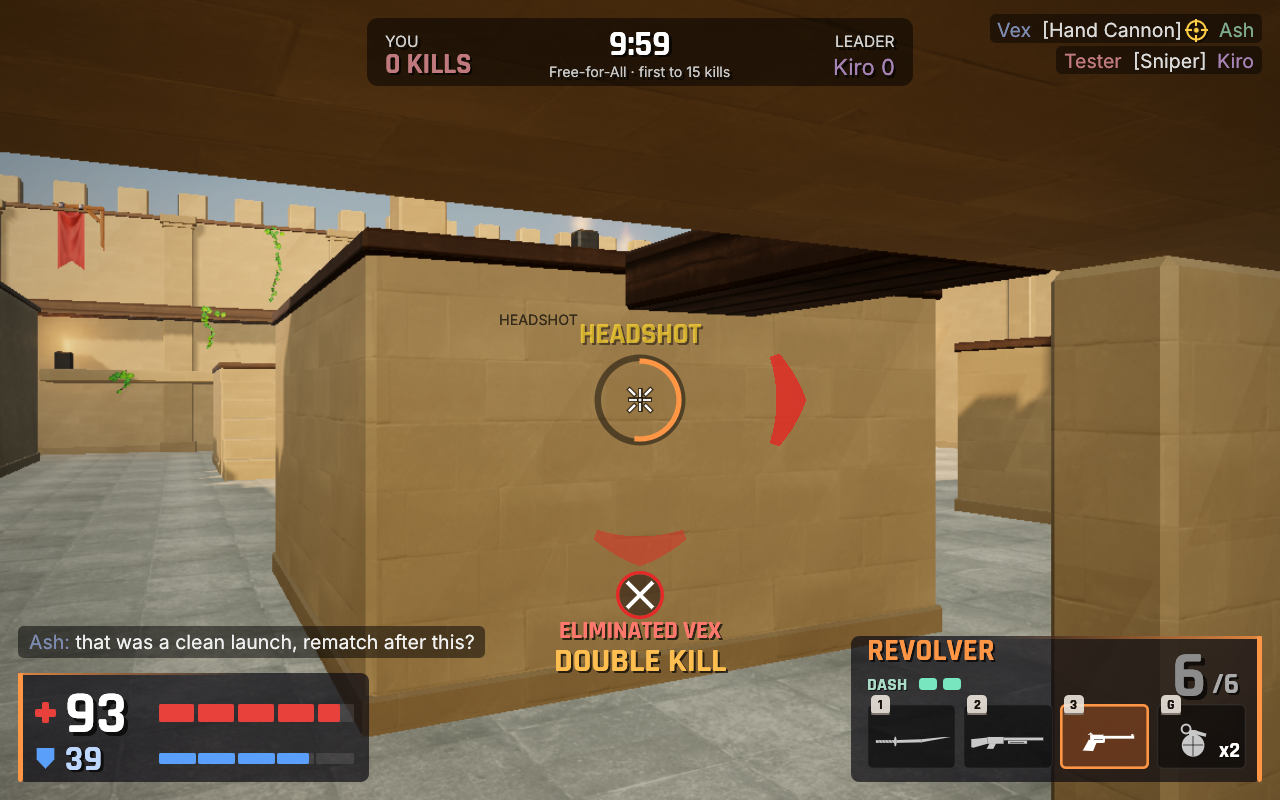 YOU
0 KILLS
9:59
Free-for-All · first to 15 kills
LEADER
Kiro 0
Vex [Hand Cannon] Ash
Tester [Sniper] Kiro
HEADSHOT
HEADSHOT
ELIMINATED VEX
DOUBLE KILL
Ash: that was a clean launch, rematch after this?
93
39
REVOLVER
DASH
6/6
1
2
3
G
x2